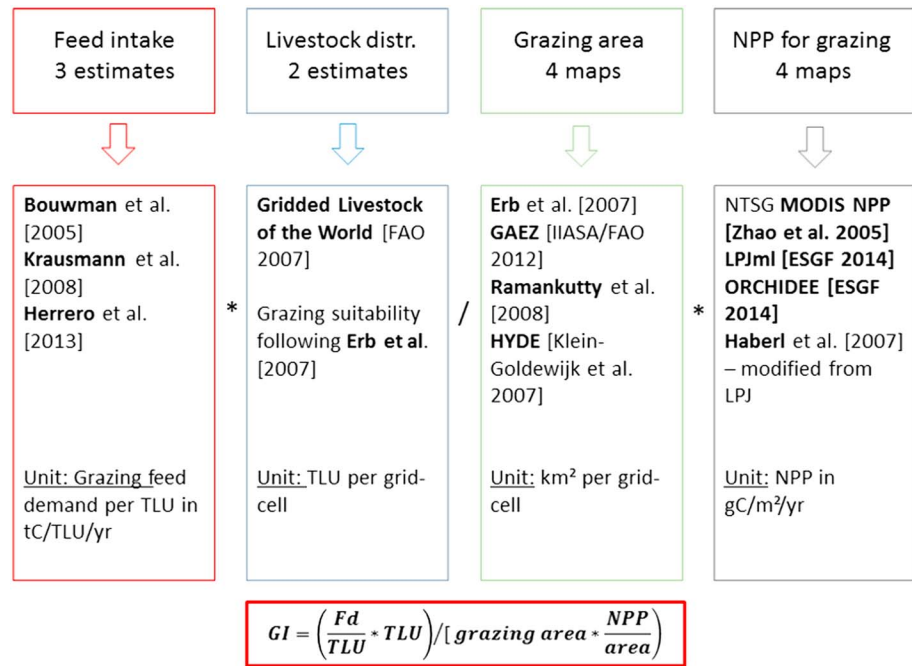 Feed intake
3 estimates
Livestock distr.
2 estimates
Grazing area
4 maps
NPP for grazing
4 maps
Bouwman et al.
[2005]
Krausmann et al.
[2008]
Herrero et al.
[2013]
Unit: Grazing feed
demand per TLU in
tC/TLU/yr
*
Gridded Livestock
of the World [FAO
2007]
Grazing suitability
following Erb et al.
[2007]
Unit: TLU per grid-
cell
/
Erb et al. [2007]
GAEZ [IIASA/FAO
2012]
Ramankutty et al.
[2008]
HYDE [Klein-
Goldewijk et al.
2007]
Unit: km² per grid-
cell
*
NTSG MODIS NPP
[Zhao et al. 2005]
LPJml [ESGF 2014]
ORCHIDEE [ESGF
2014]
Haberl et al. [2007]
– modified from
LPJ
Unit: NPP in
gC/m²/yr
GI = (Fd/TLU * TLU)/[ grazing area * NPP/area)